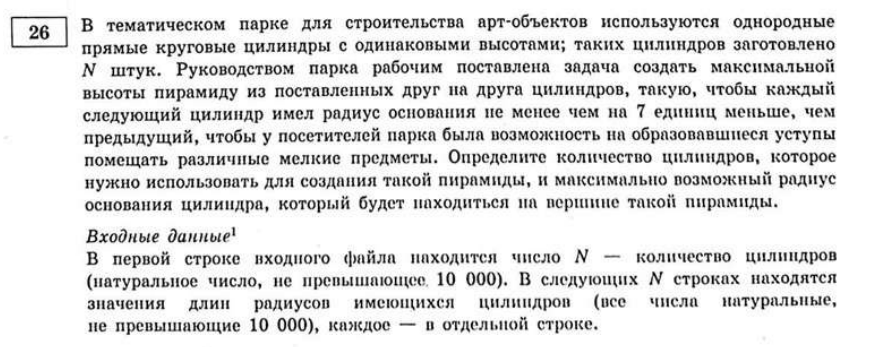 26
В тематическом парке для строительства арт-объектов используются однородные
прямые круговые цилиндры с одинаковыми высотами; таких цилиндров заготовлено
N штук. Руководством парка рабочим поставлена задача создать максимальной
высоты пирамиду из поставленных друг на друга цилиндров, такую, чтобы каждый
следующий цилиндр имел радиус основания не менее чем на 7 единиц меньше, чем
предыдущий, чтобы у посетителей парка была возможность на образовавшиеся уступы
помещать различные мелкие предметы. Определите количество цилиндров, которое
нужно использовать для создания такой пирамиды, и максимально возможный радиус
основания цилиндра, который будет находиться на вершине такой пирамиды.
Входные данные¹
В первой строке входного файла находится число N — количество цилиндров
(натуральное число, не превышающее 10 000). В следующих N строках находятся
значения длин радиусов имеющихся цилиндров (все числа натуральные,
не превышающие 10 000), каждое — в отдельной строке.